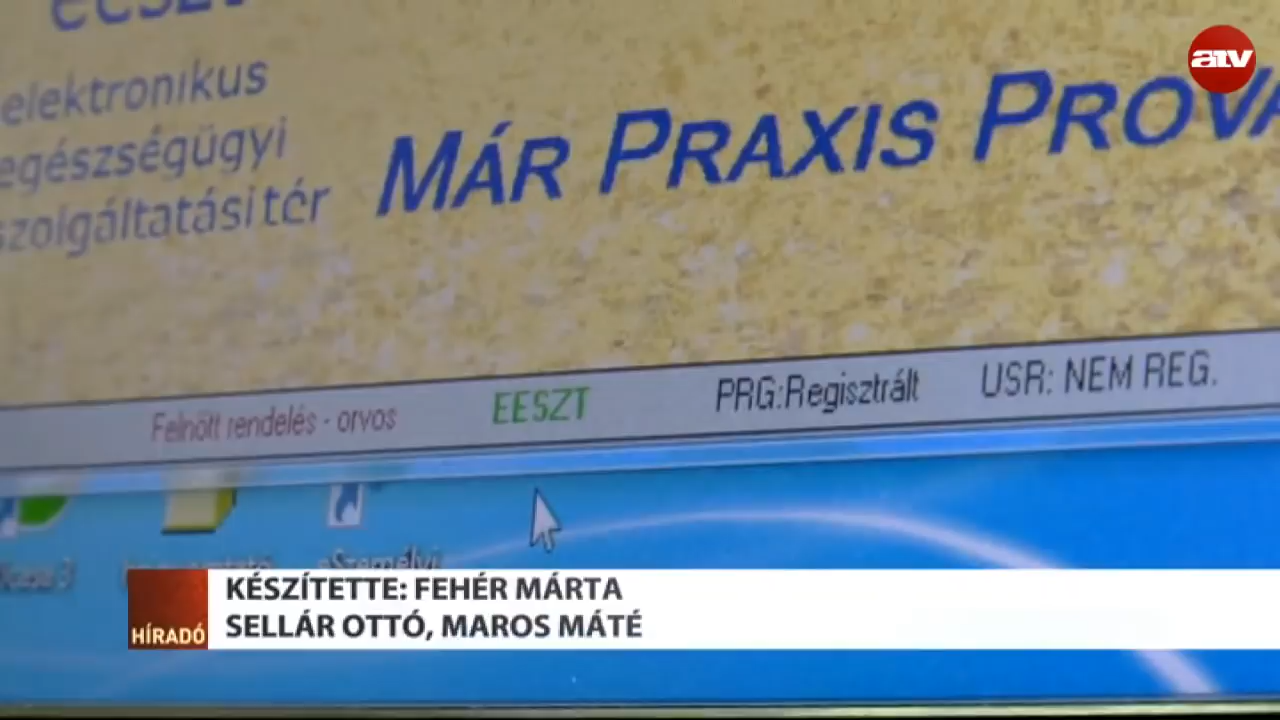 atv
elektronikus
egészségügyi
szolgáltatási tér
MÁR PRAXIS
Felnőtt rendelés - orvos
EESZT
PRG:Regisztrált
USR: NEM REG.
eSzemélyi
HÍRADÓ
KÉSZÍTETTE: FEHÉR MÁRTA
SELLÁR OTTÓ, MAROS MÁTÉ